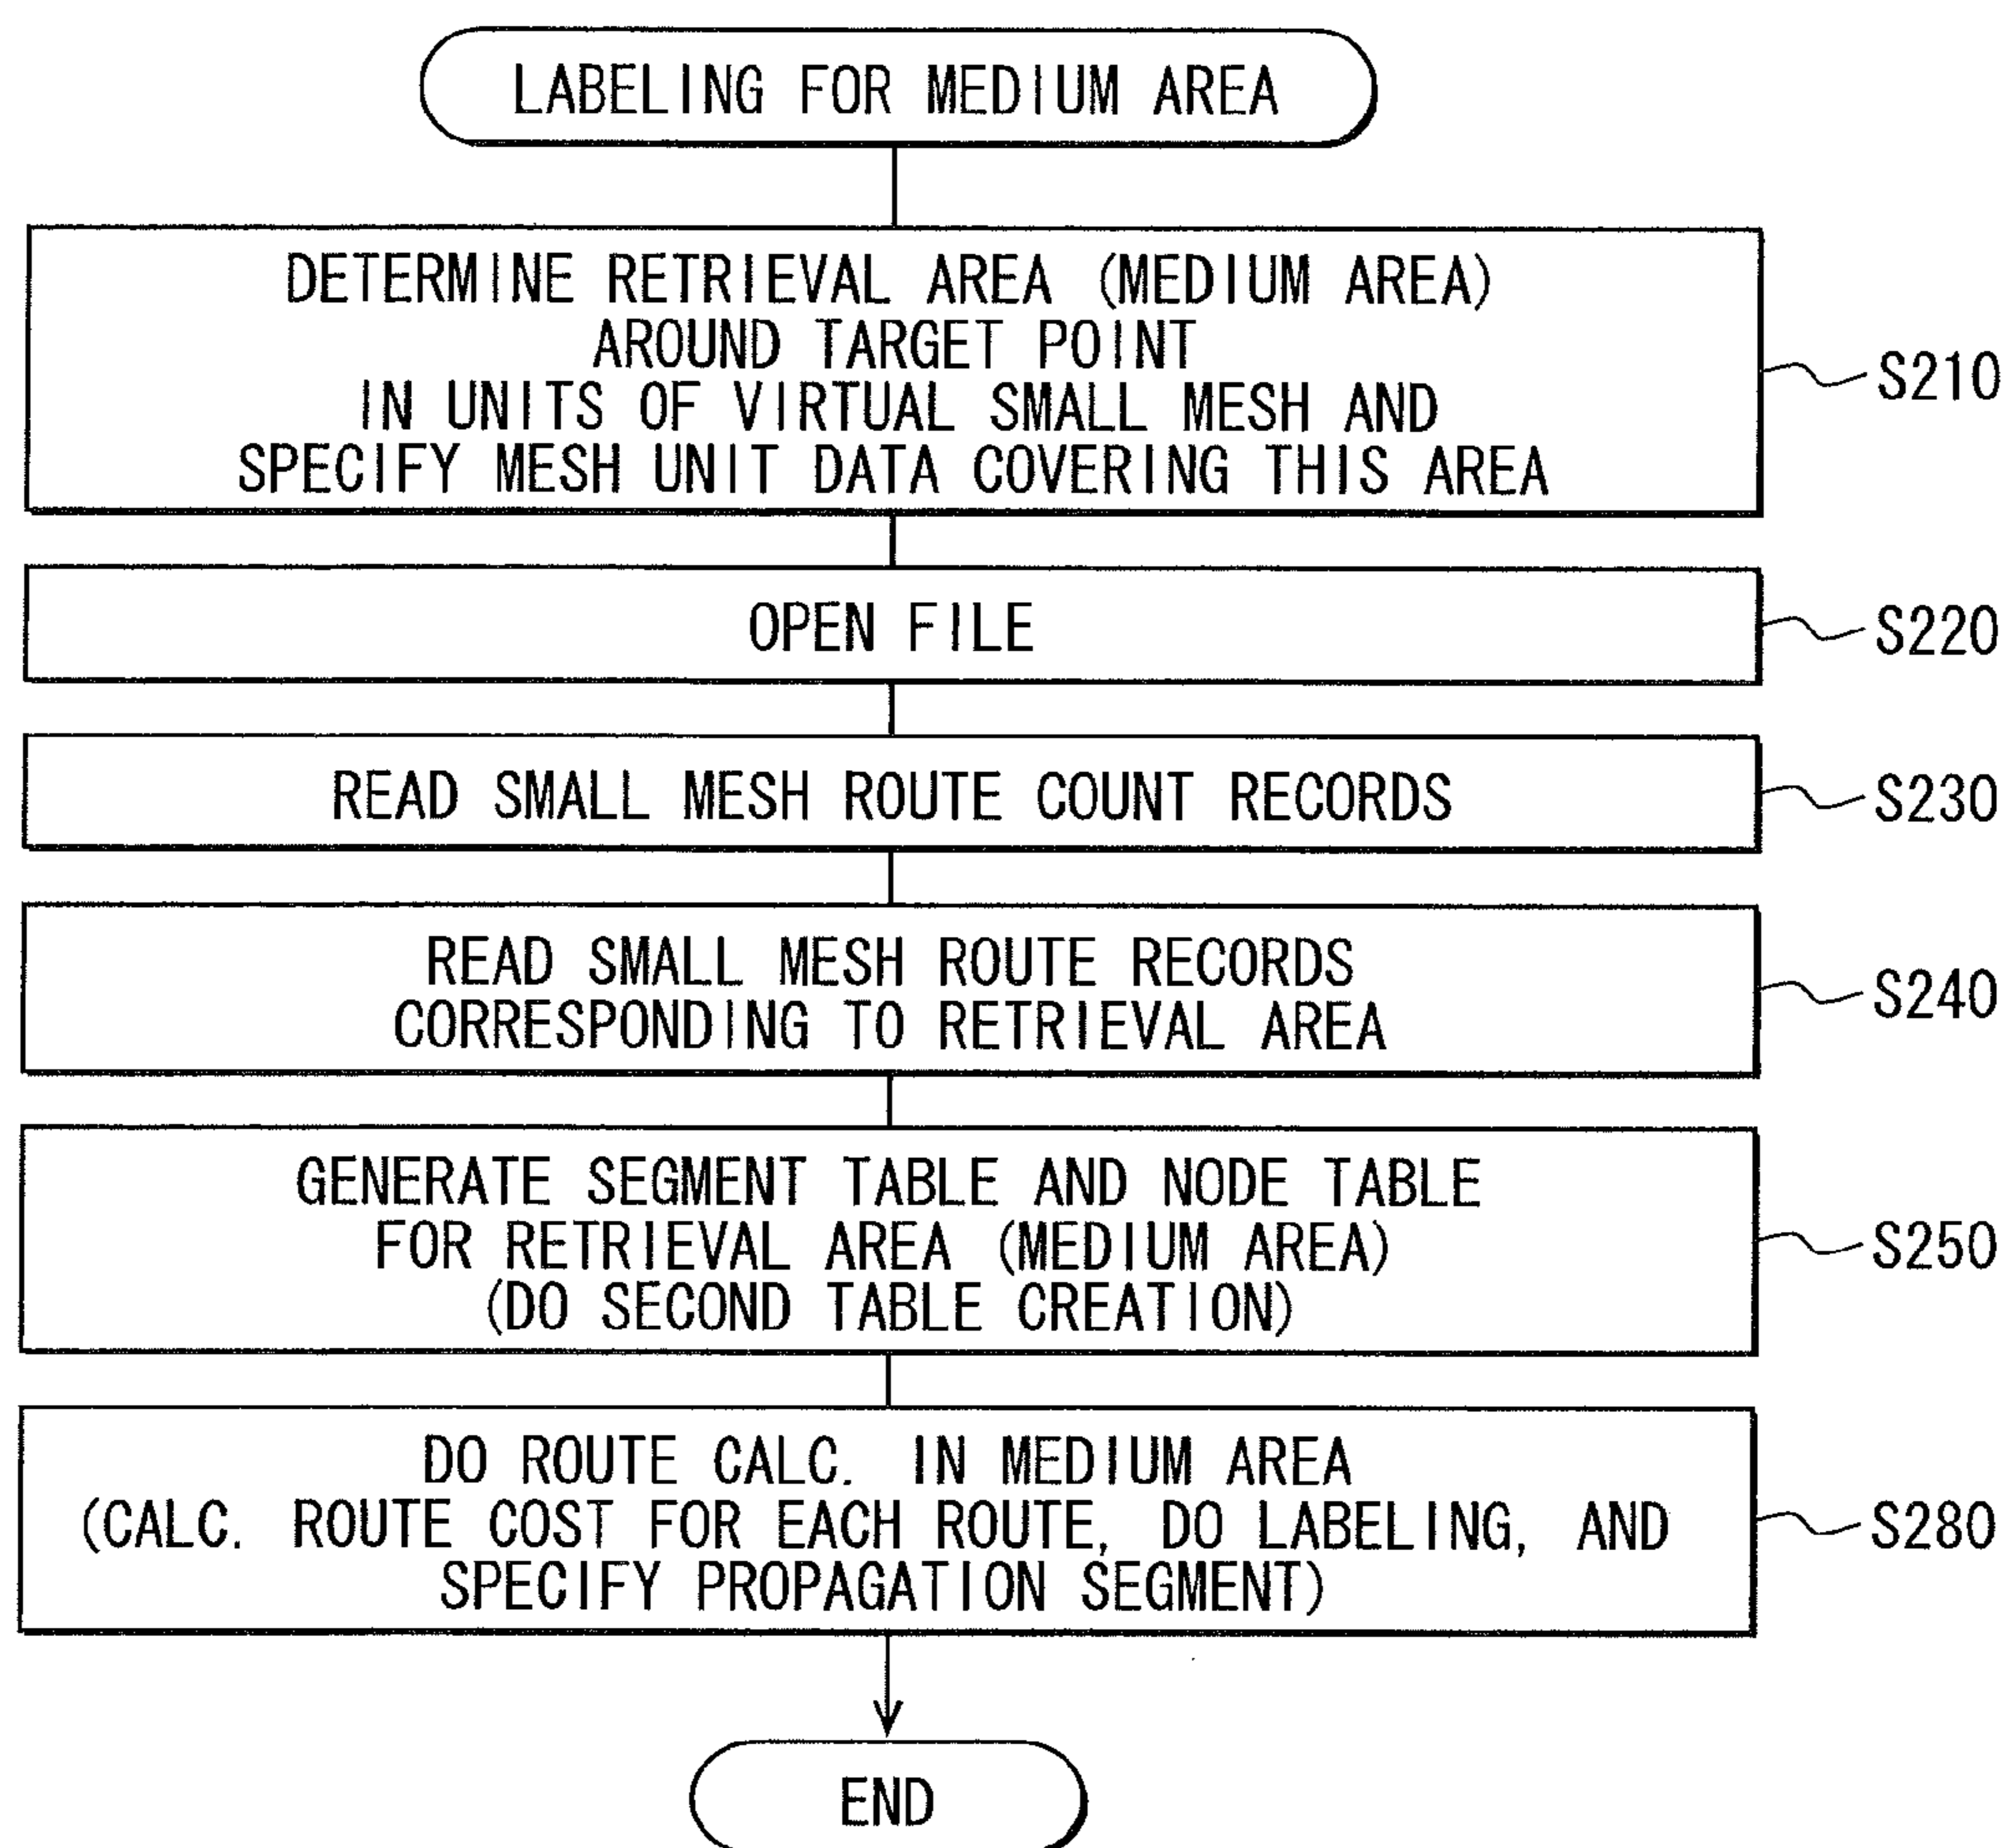 LABELING FOR MEDIUM AREA
DETERMINE RETRIEVAL AREA (MEDIUM AREA)
AROUND TARGET POINT
IN UNITS OF VIRTUAL SMALL MESH AND
SPECIFY MESH UNIT DATA COVERING THIS AREA
S210
OPEN FILE
S220
READ SMALL MESH ROUTE COUNT RECORDS
S230
READ SMALL MESH ROUTE RECORDS
CORRESPONDING TO RETRIEVAL AREA
S240
GENERATE SEGMENT TABLE AND NODE TABLE
FOR RETRIEVAL AREA (MEDIUM AREA)
(DO SECOND TABLE CREATION)
S250
DO ROUTE CALC. IN MEDIUM AREA
(CALC. ROUTE COST FOR EACH ROUTE, DO LABELING, AND
SPECIFY PROPAGATION SEGMENT)
S280
END